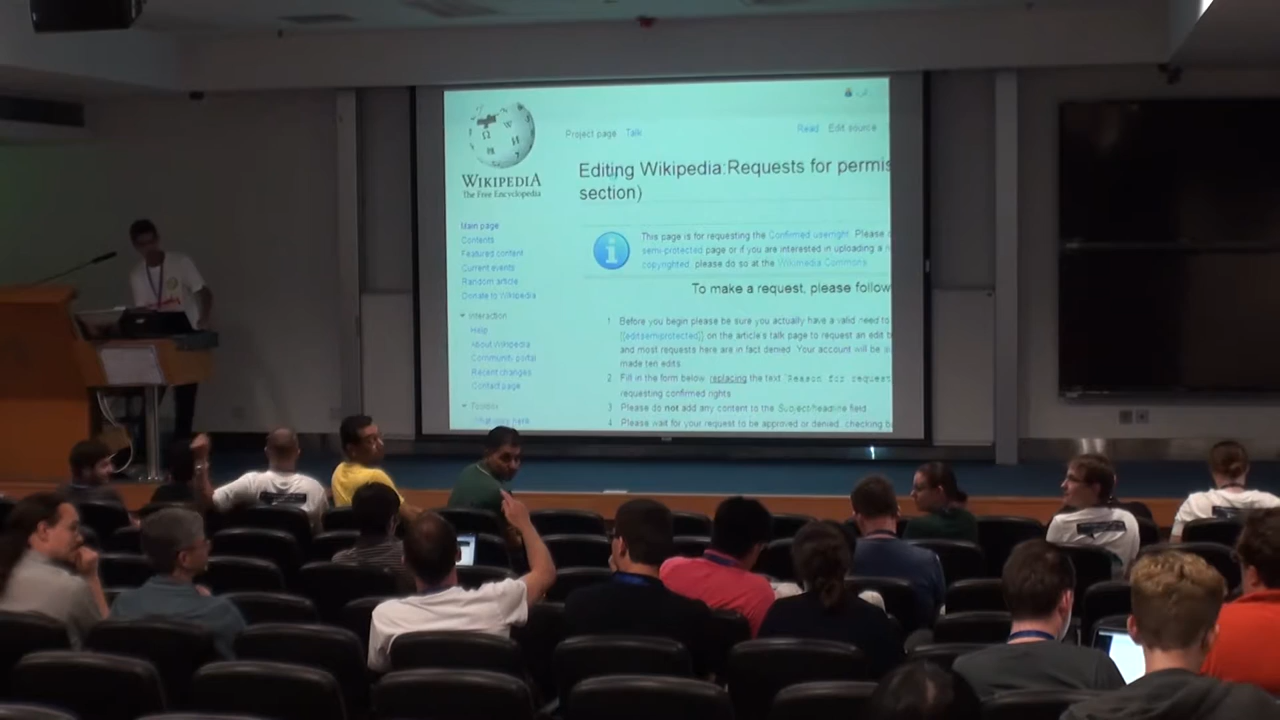 WIKIPEDIA
The Free Encyclopedia
Main page
Contents
Featured content
Current events
Random article
Donate to Wikipedia
Interaction
Help
About Wikipedia
Community portal
Recent changes
Contact page
Toolbox
What links here
Project page Talk
Read Edit source
Editing Wikipedia:Requests for permis
section)
This page is for requesting the Confirmed userright. Please
semi-protected page or if you are interested in uploading a
copyrighted, please do so at the Wikimedia Commons.
To make a request, please follow
1 Before you begin please be sure you actually have a valid need to
{{editsemiprotected}} on the article's talk page to request an edit b
and most requests here are in fact denied. Your account will be
made ten edits.
2 Fill in the form below, replacing the text "Reason for request
requesting confirmed rights
3 Please do not add any content to the Subject/headline field.
4 Please wait for your request to be approved or denied, checking b